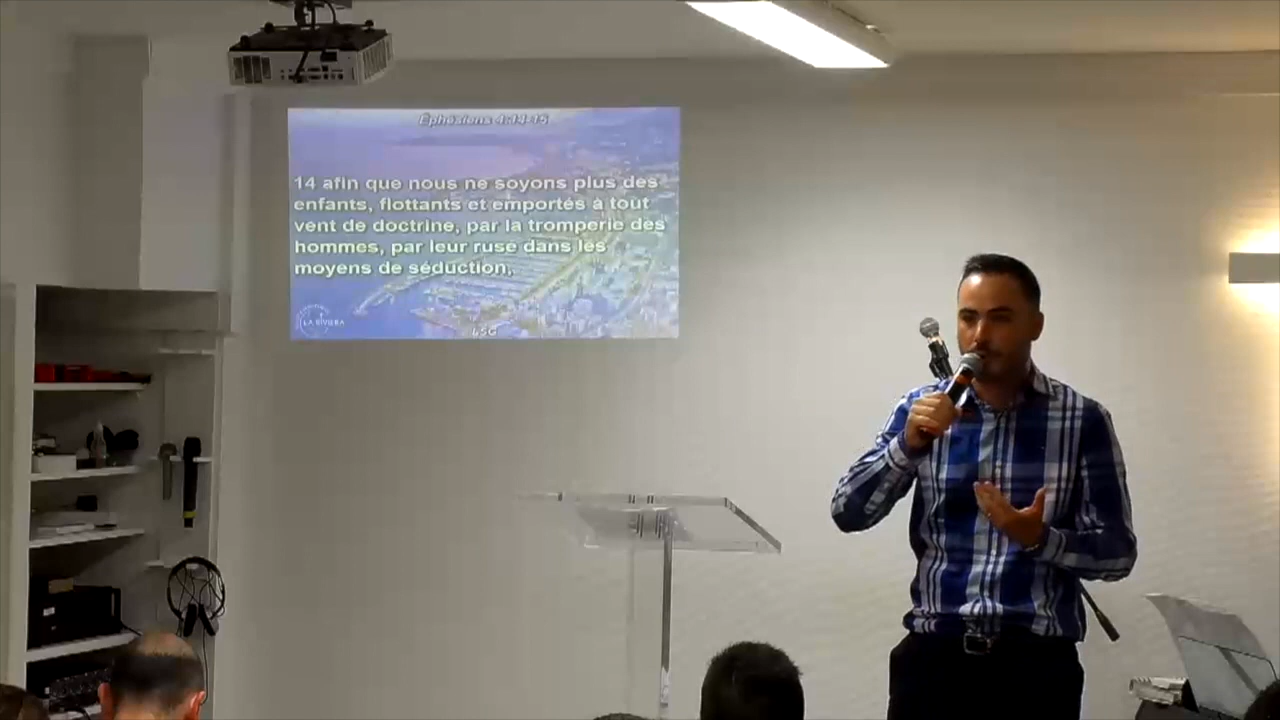 Éphésiens 4:14-15
14 afin que nous ne soyons plus des
enfants, flottants et emportés à tout
vent de doctrine, par la tromperie des
hommes, par leur ruse dans les
moyens de séduction,
LA RIVIERA
LSG